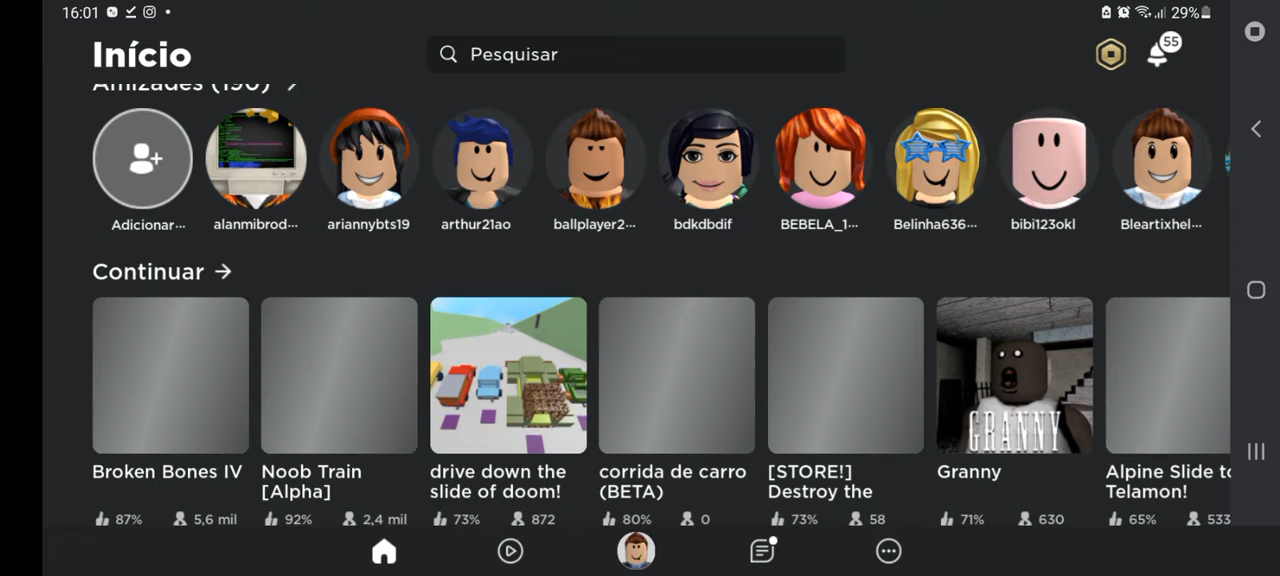 16:01
29%
Início
Pesquisar
55
Amizades (190)
Adicionar...
alanmibrod...
ariannybts19
arthur21ao
ballplayer2...
bdkdbdif
BEBELA_1...
Belinha636...
bibi123okl
Bleartixhel...
Continuar
GRANNY
Broken Bones IV
Noob Train
[Alpha]
drive down the
slide of doom!
corrida de carro
(BETA)
[STORE!]
Destroy the
Granny
Alpine Slide to
Telamon!
87% 5,6 mil
92% 2,4 mil
73% 872
80% 0
73% 58
71% 630
65% 533